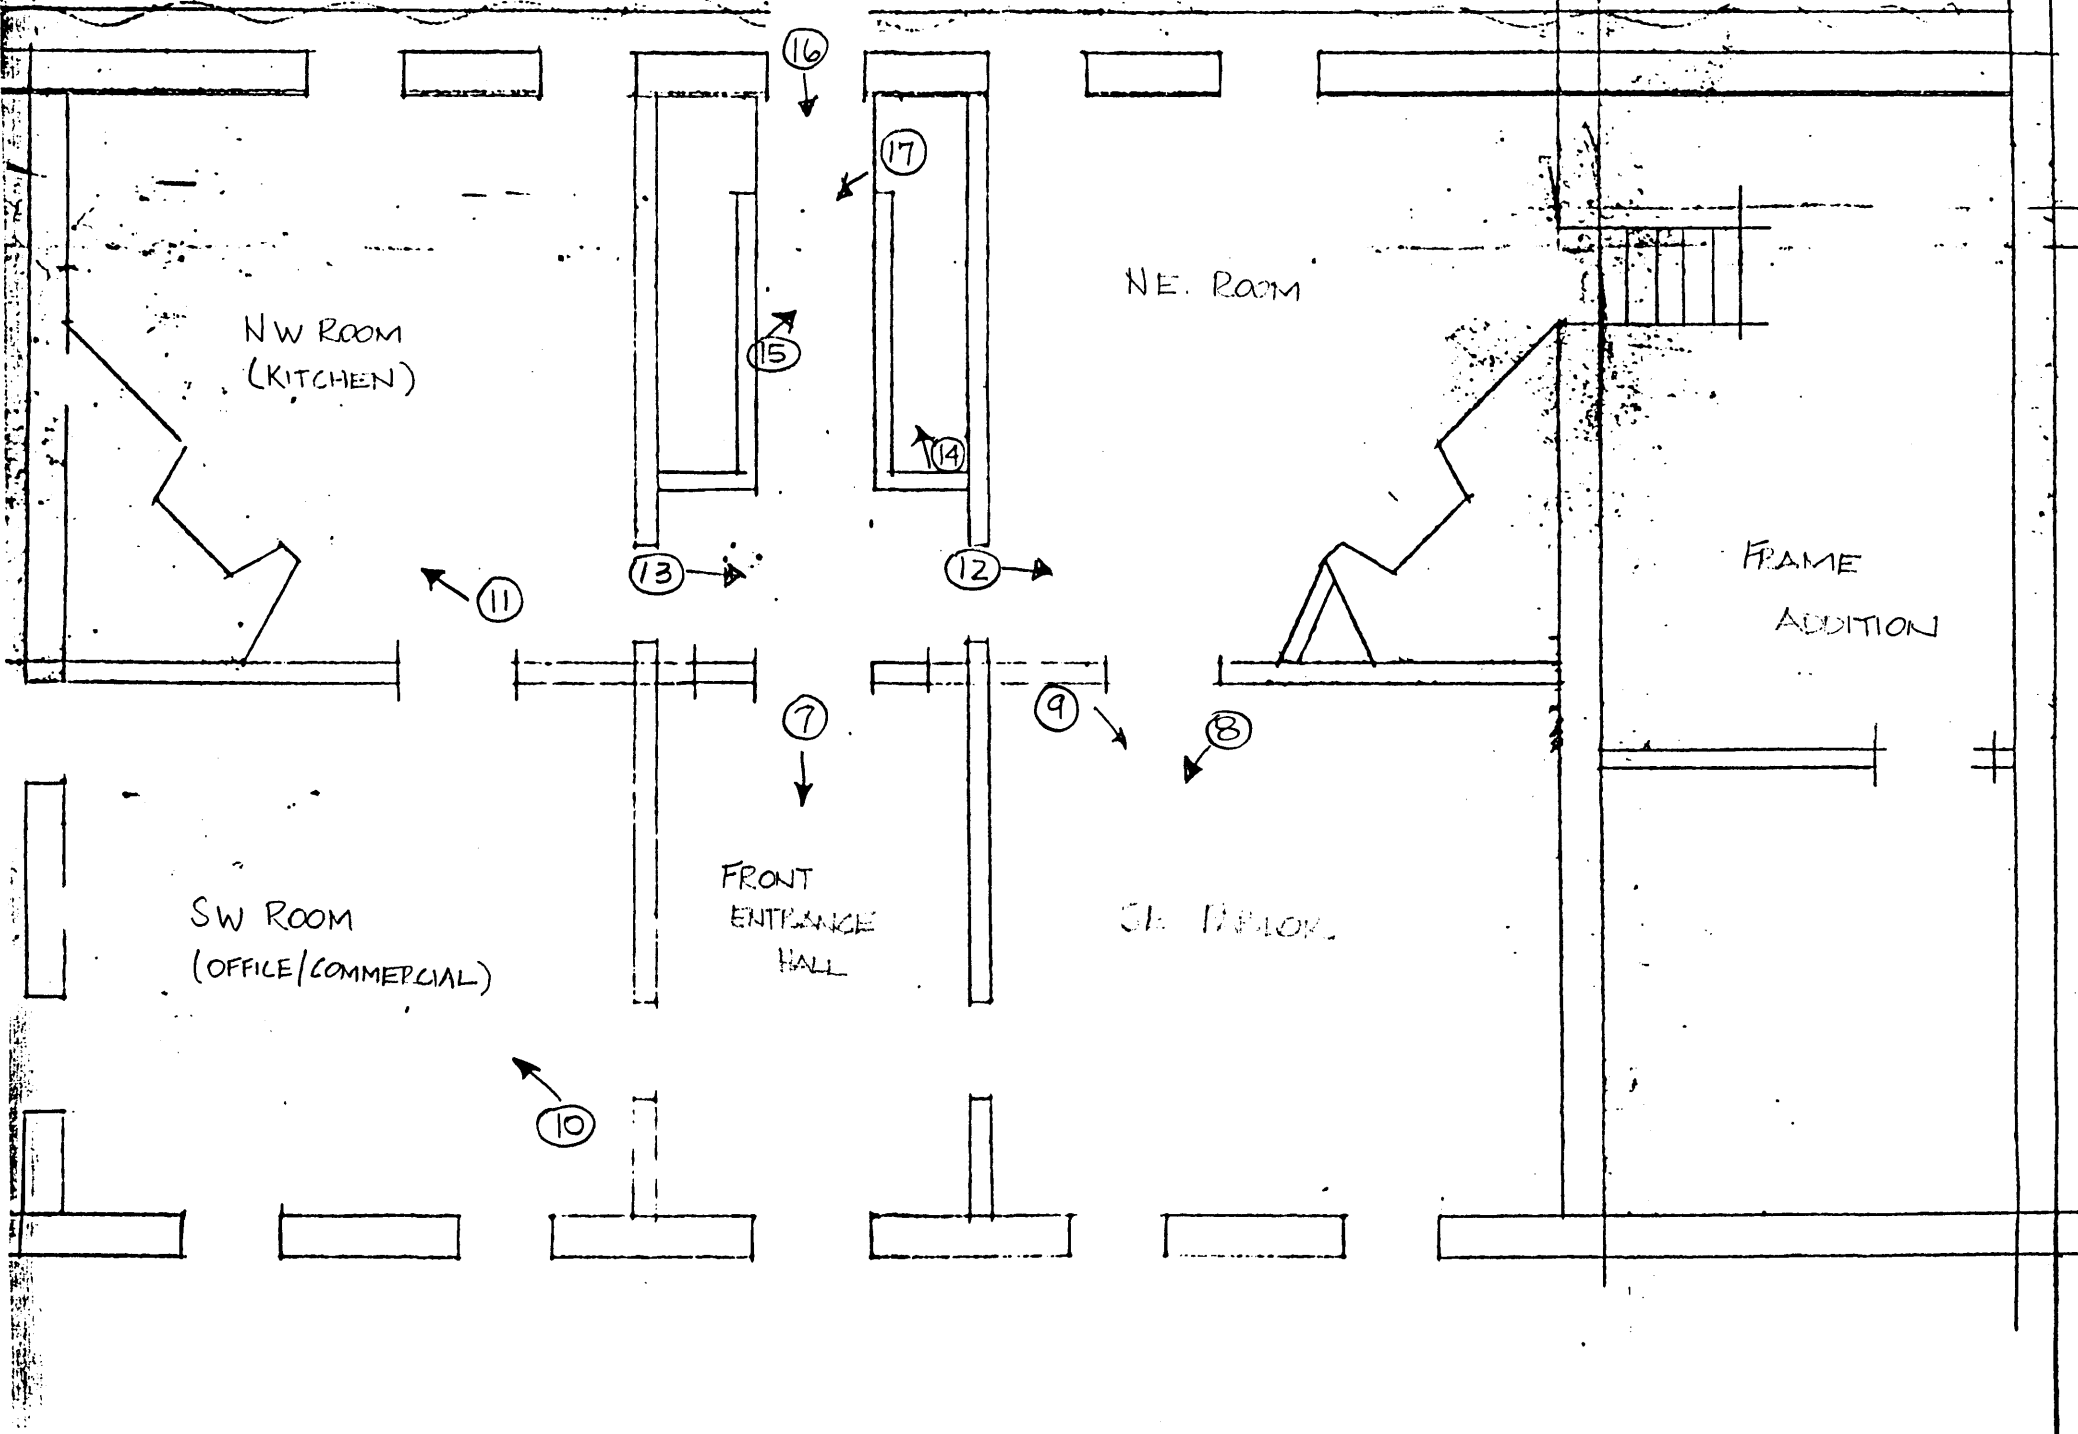 16
17
NE. ROOM
NW ROOM
(KITCHEN)
15
14
FRAME
ADDITION
13
12
11
7
9
8
FRONT
ENTRANCE
HALL
SW ROOM
(OFFICE/COMMERCIAL)
PARLOR
10